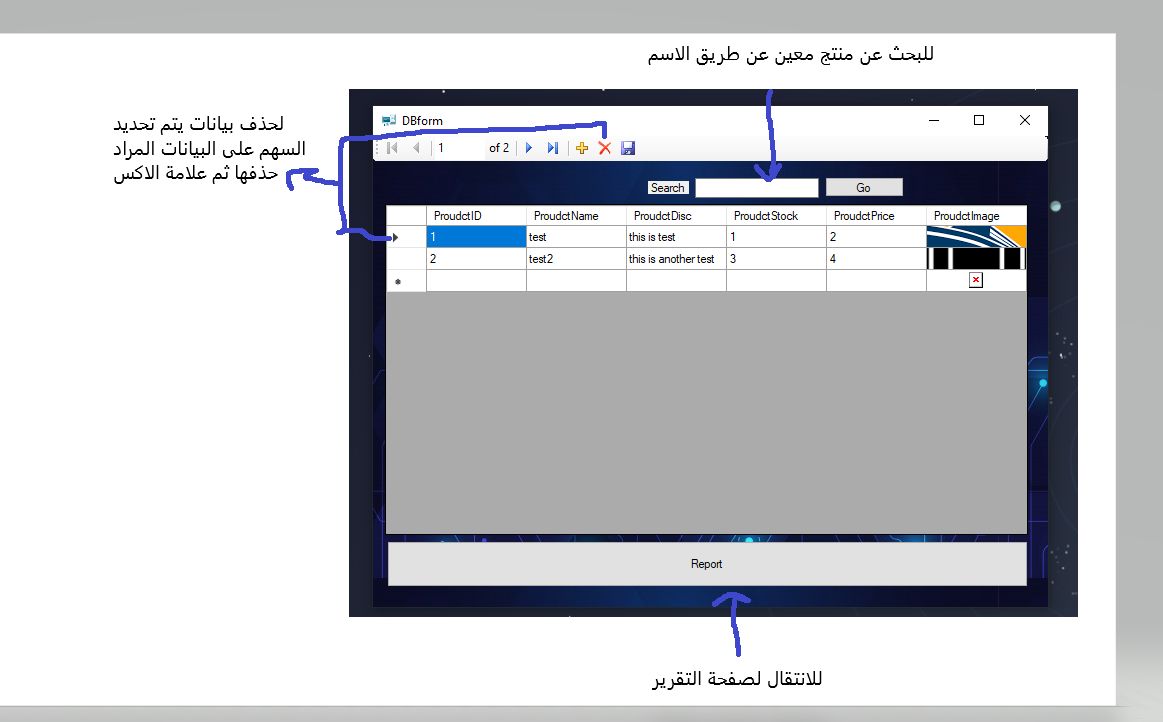 للبحث عن منتج معين عن طريق الاسم
لحذف بيانات يتم تحديد
السهم على البيانات المراد
حذفها ثم علامة الاكس
DBform
1 of 2
Search Go
ProudctID ProudctName ProudctDisc ProudctStock ProudctPrice ProudctImage
1 test this is test 1 2
2 test2 this is another test 3 4
Report
للانتقال لصفحة التقرير